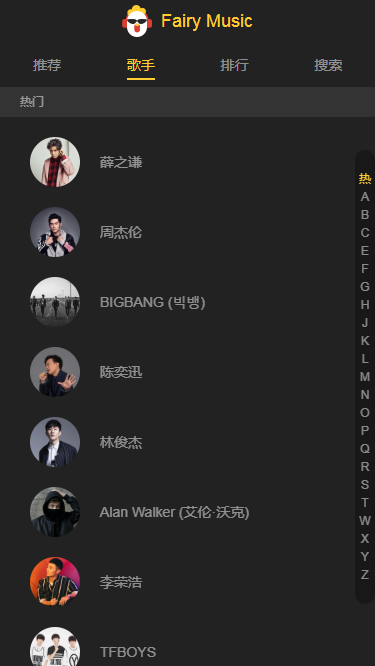 Fairy Music
推荐 歌手 排行 搜索
热门
薛之谦
周杰伦
BIGBANG (빅뱅)
陈奕迅
林俊杰
Alan Walker (艾伦·沃克)
李荣浩
TFBOYS
热
A
B
C
E
F
G
H
J
K
L
M
N
O
P
Q
R
S
T
W
X
Y
Z